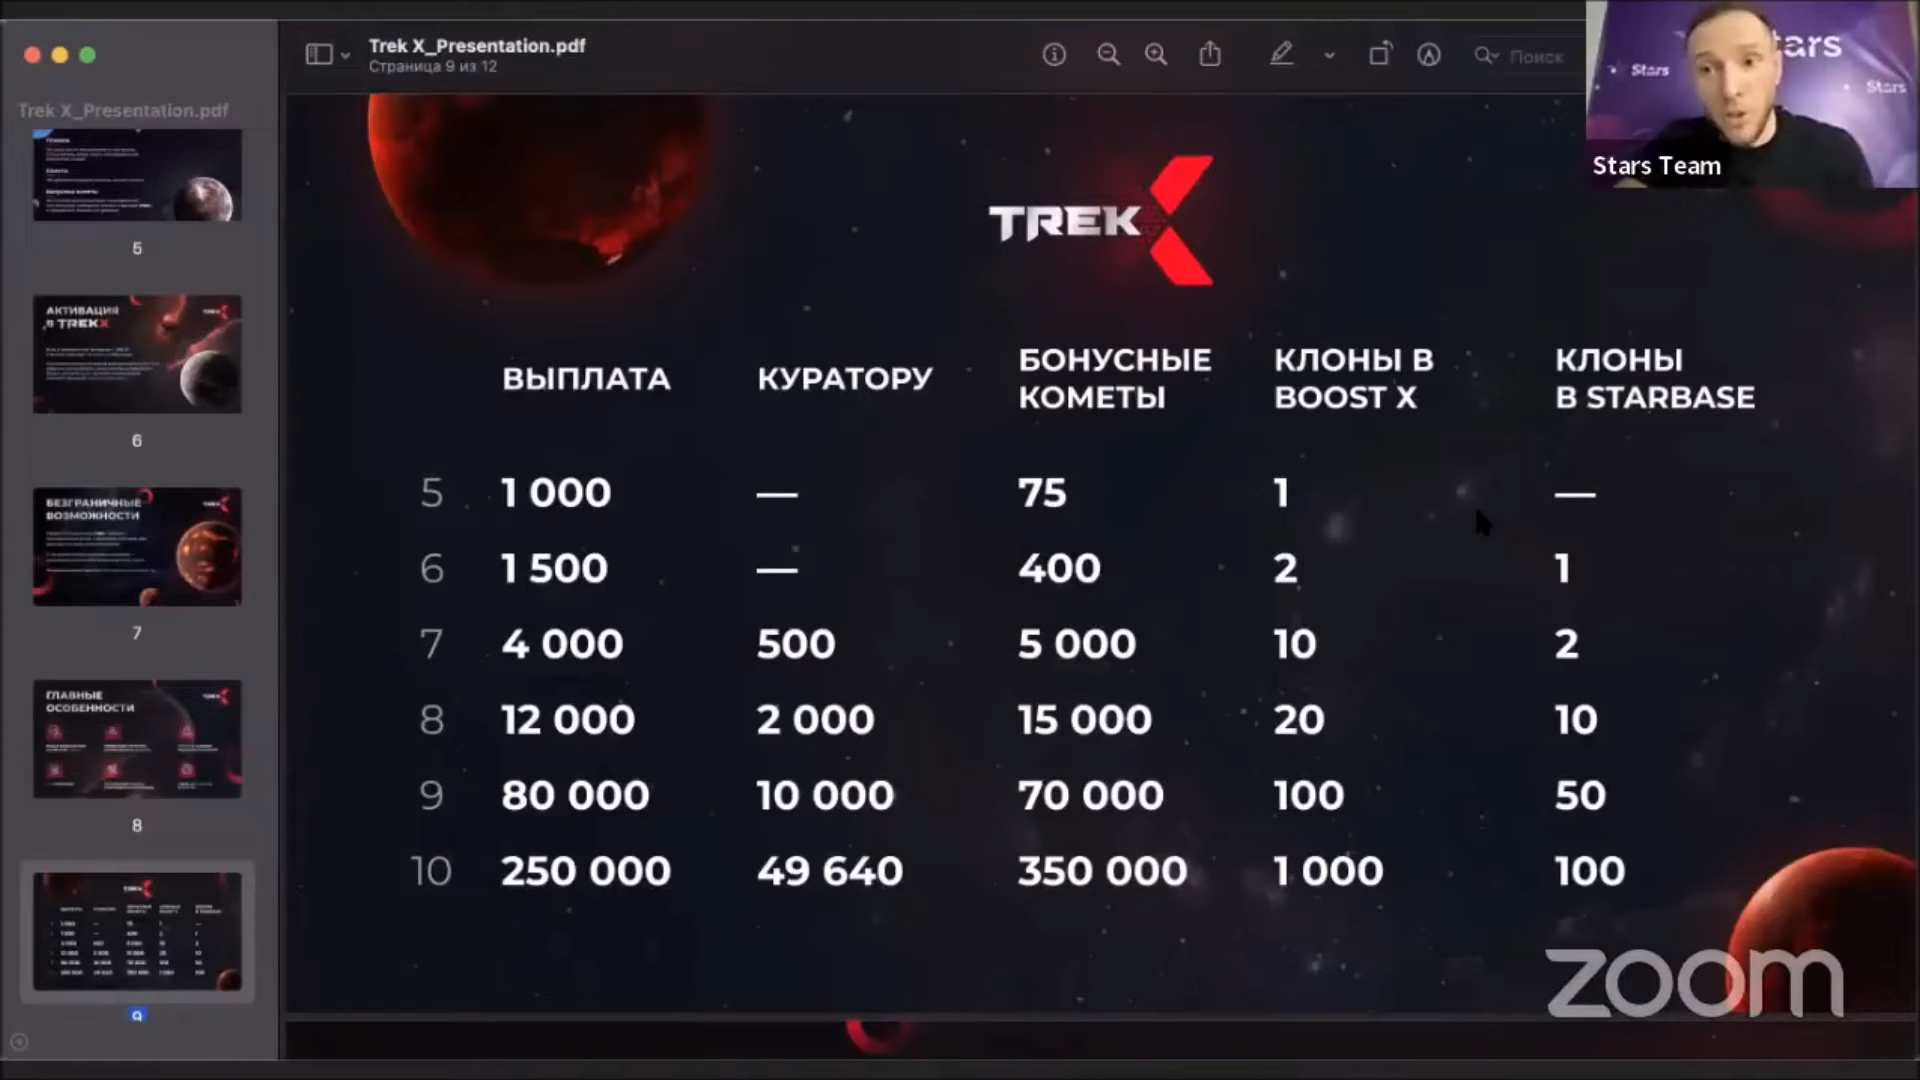 Trek X_Presentation.pdf
Страница 9 из 12
Поиск
Stars
Stars
Stars Team
Trek X_Presentation.pdf
5
АКТИВАЦИЯ
в TREKX
6
БЕЗГРАНИЧНЫЕ
ВОЗМОЖНОСТИ
7
ГЛАВНЫЕ
ОСОБЕННОСТИ
8
9
TREKX
ВЫПЛАТА КУРАТОРУ БОНУСНЫЕ КОМЕТЫ КЛОНЫ В BOOST X КЛОНЫ В STARBASE
5 1 000 — 75 1 —
6 1 500 — 400 2 1
7 4 000 500 5 000 10 2
8 12 000 2 000 15 000 20 10
9 80 000 10 000 70 000 100 50
10 250 000 49 640 350 000 1 000 100
zoom